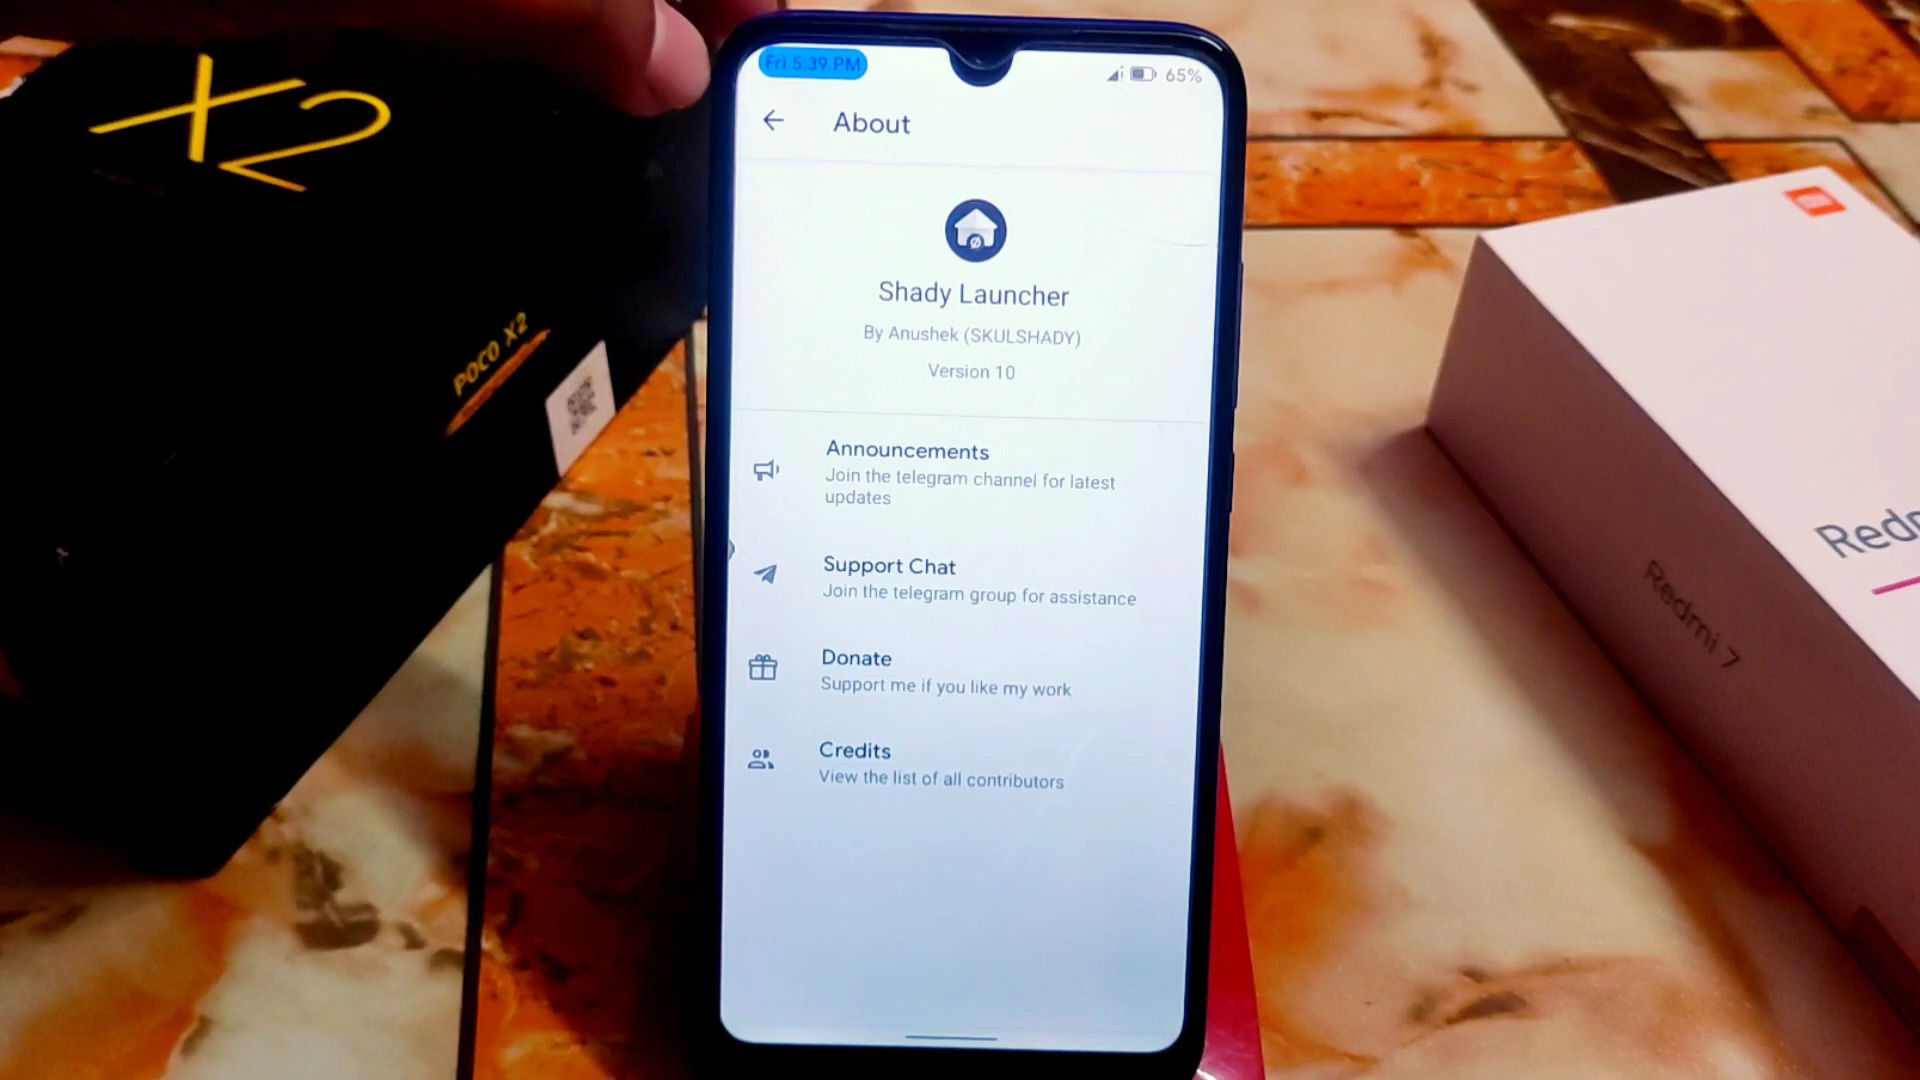 X2
POCO X2
Fri 5:39 PM
65%
About
Shady Launcher
By Anushek (SKULSHADY)
Version 10
Announcements
Join the telegram channel for latest
updates
Support Chat
Join the telegram group for assistance
Donate
Support me if you like my work
Credits
View the list of all contributors
Redmi 7